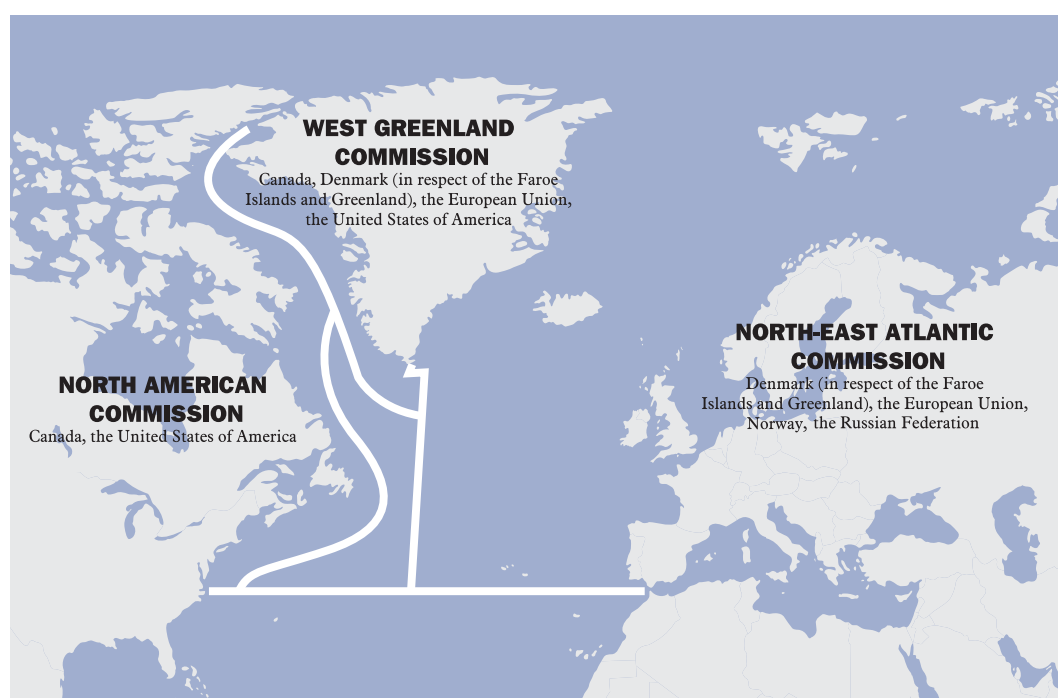 WEST GREENLAND
COMMISSION
Canada, Denmark (in respect of the Faroe
Islands and Greenland), the European Union,
the United States of America
NORTH-EAST ATLANTIC
COMMISSION
Denmark (in respect of the Faroe
Islands and Greenland), the European Union,
Norway, the Russian Federation
NORTH AMERICAN
COMMISSION
Canada, the United States of America